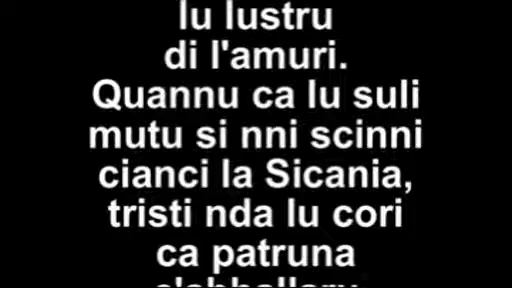 lu lustru
di l'amuri.
Quannu ca lu suli
mutu si nni scinni
cianci la Sicania,
tristi nda lu cori
ca patruna